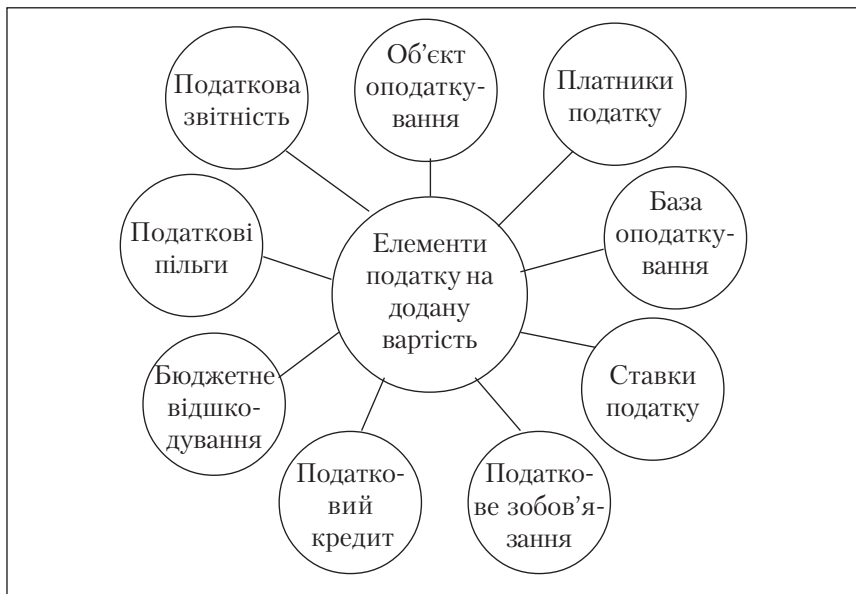 Податкова
звітність
Об’єкт
оподатку-
вання
Платники
податку
База
оподатку-
вання
Ставки
податку
Податко-
ве зобов'я-
зання
Податко-
вий
кредит
Бюджетне
відшко-
дування
Податкові
пільги
Елементи
податку на
додану
вартість